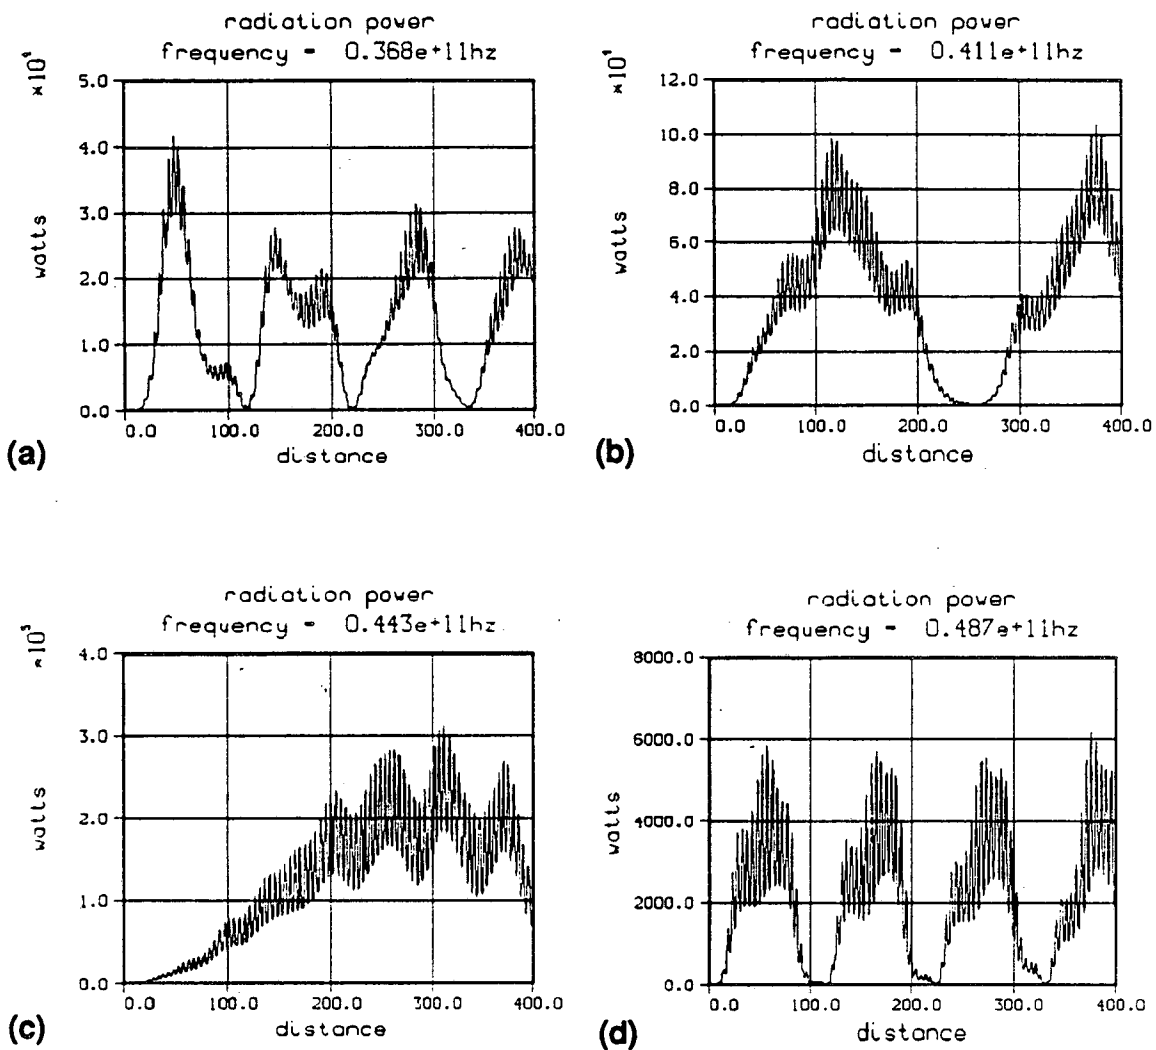 radiation power
frequency = 0.368e+11hz
×10⁴
5.0
4.0
3.0
2.0
1.0
0.0
watts
0.0 100.0 200.0 300.0 400.0
distance
(a)
radiation power
frequency = 0.411e+11hz
12.0
10.0
8.0
6.0
4.0
2.0
0.0
watts
0.0 100.0 200.0 300.0 400.0
distance
(b)
radiation power
frequency = 0.443e+11hz
4.0
3.0
2.0
1.0
0.0
watts
0.0 100.0 200.0 300.0 400.0
distance
(c)
radiation power
frequency = 0.487e+11hz
8000.0
6000.0
4000.0
2000.0
0.0
watts
0.0 100.0 200.0 300.0 400.0
distance
(d)